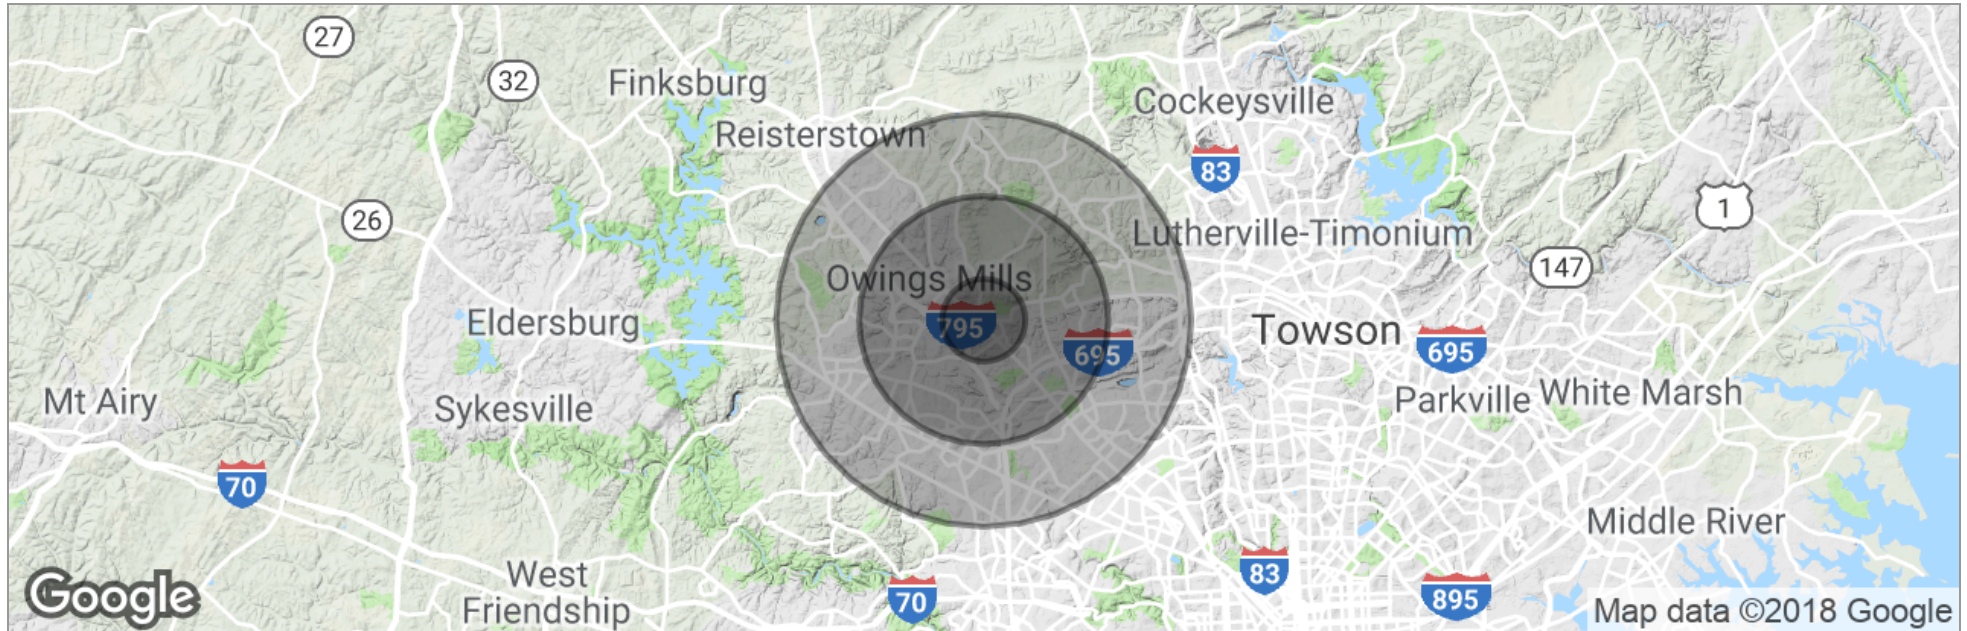 27
32
Finksburg
Cockeysville
Reisterstown
83
26
1
Lutherville-Timonium
147
Owings Mills
795
Eldersburg
695
Towson
695
Mt Airy
Sykesville
Parkville
White Marsh
70
Middle River
West
Friendship
83
70
895
Google
Map data ©2018 Google